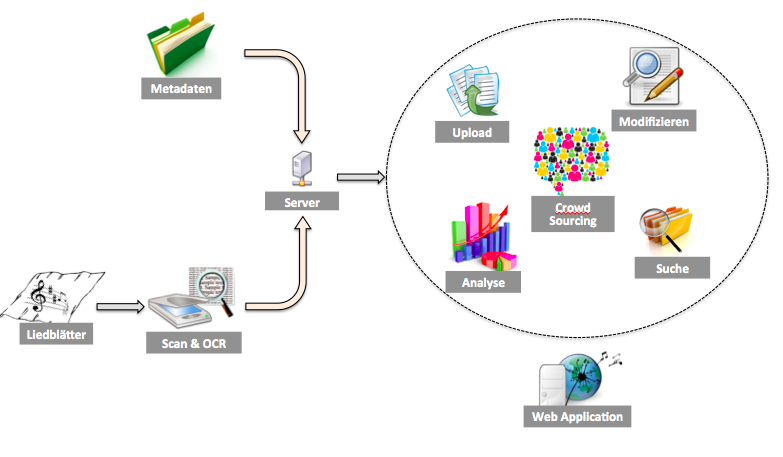 Metadaten
Upload
Modifizieren
Server
Crowd
Sourcing
Analyse
Suche
Liedblätter
Scan & OCR
Web Application